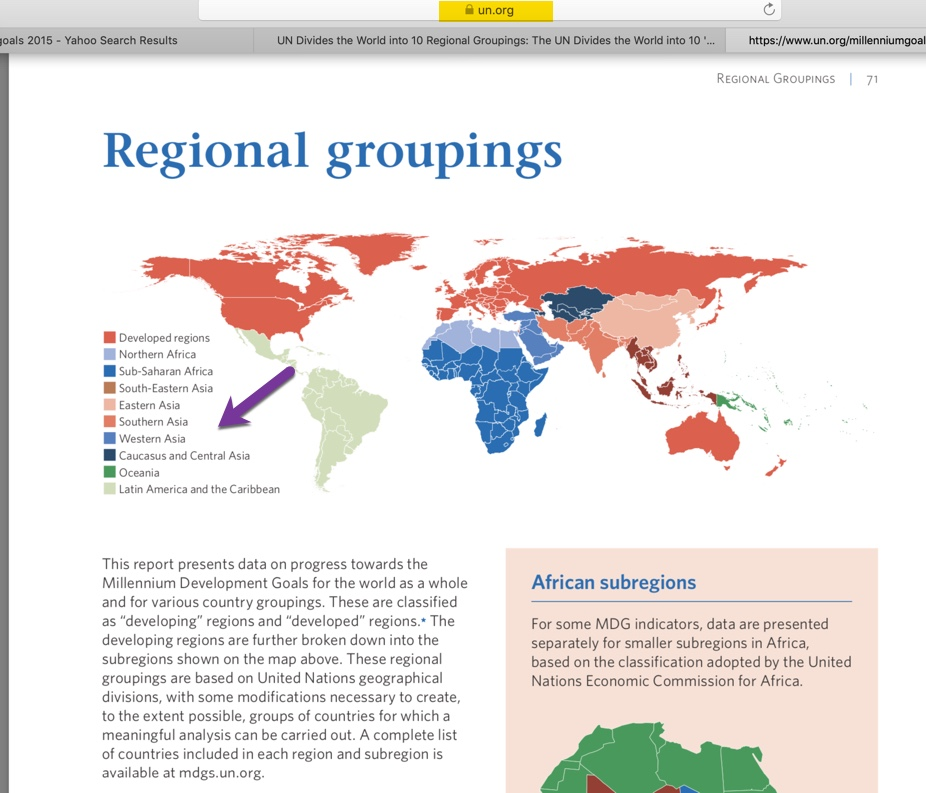 un.org
goals 2015 - Yahoo Search Results
UN Divides the World into 10 Regional Groupings: The UN Divides the World into 10 '...
https://www.un.org/millenniumgoal
REGIONAL GROUPINGS | 71
Regional groupings
Developed regions
Northern Africa
Sub-Saharan Africa
South-Eastern Asia
Eastern Asia
Southern Asia
Western Asia
Caucasus and Central Asia
Oceania
Latin America and the Caribbean
This report presents data on progress towards the
Millennium Development Goals for the world as a whole
and for various country groupings. These are classified
as “developing” regions and “developed” regions.* The
developing regions are further broken down into the
subregions shown on the map above. These regional
groupings are based on United Nations geographical
divisions, with some modifications necessary to create,
to the extent possible, groups of countries for which a
meaningful analysis can be carried out. A complete list
of countries included in each region and subregion is
available at mdgs.un.org.
African subregions
For some MDG indicators, data are presented
separately for smaller subregions in Africa,
based on the classification adopted by the United
Nations Economic Commission for Africa.